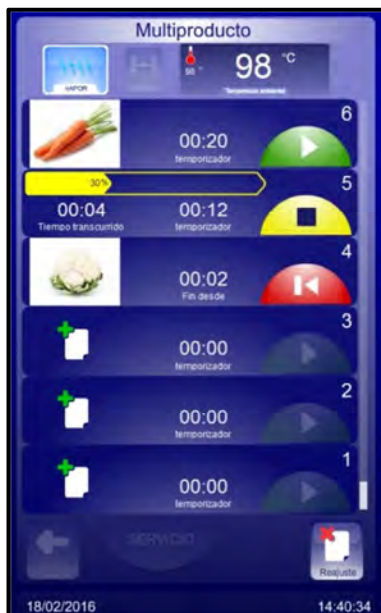 Multiproducto
VAPOR
98 °C
98 °C
Temperatura ambiental
6
00:20
temporizador
30%
5
00:04 00:12
Tiempo transcurrido temporizador
4
00:02
Fin desde
3
00:00
temporizador
2
00:00
temporizador
1
00:00
temporizador
SERVICIO
Reajuste
18/02/2016 14:40:34